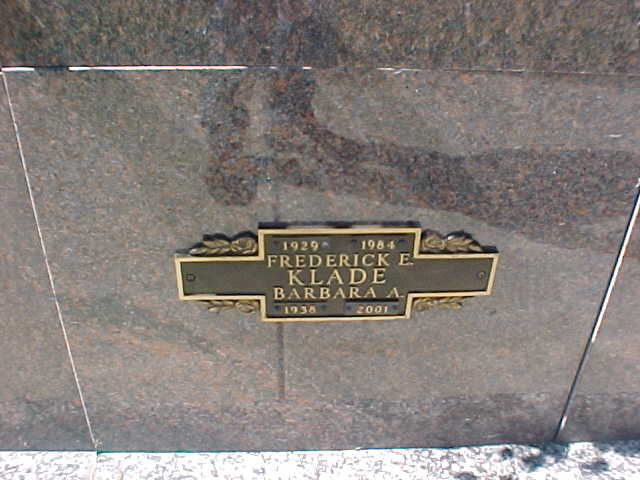 1929 1984
FREDERICK E.
KLADE
BARBARA A.
1938 2001